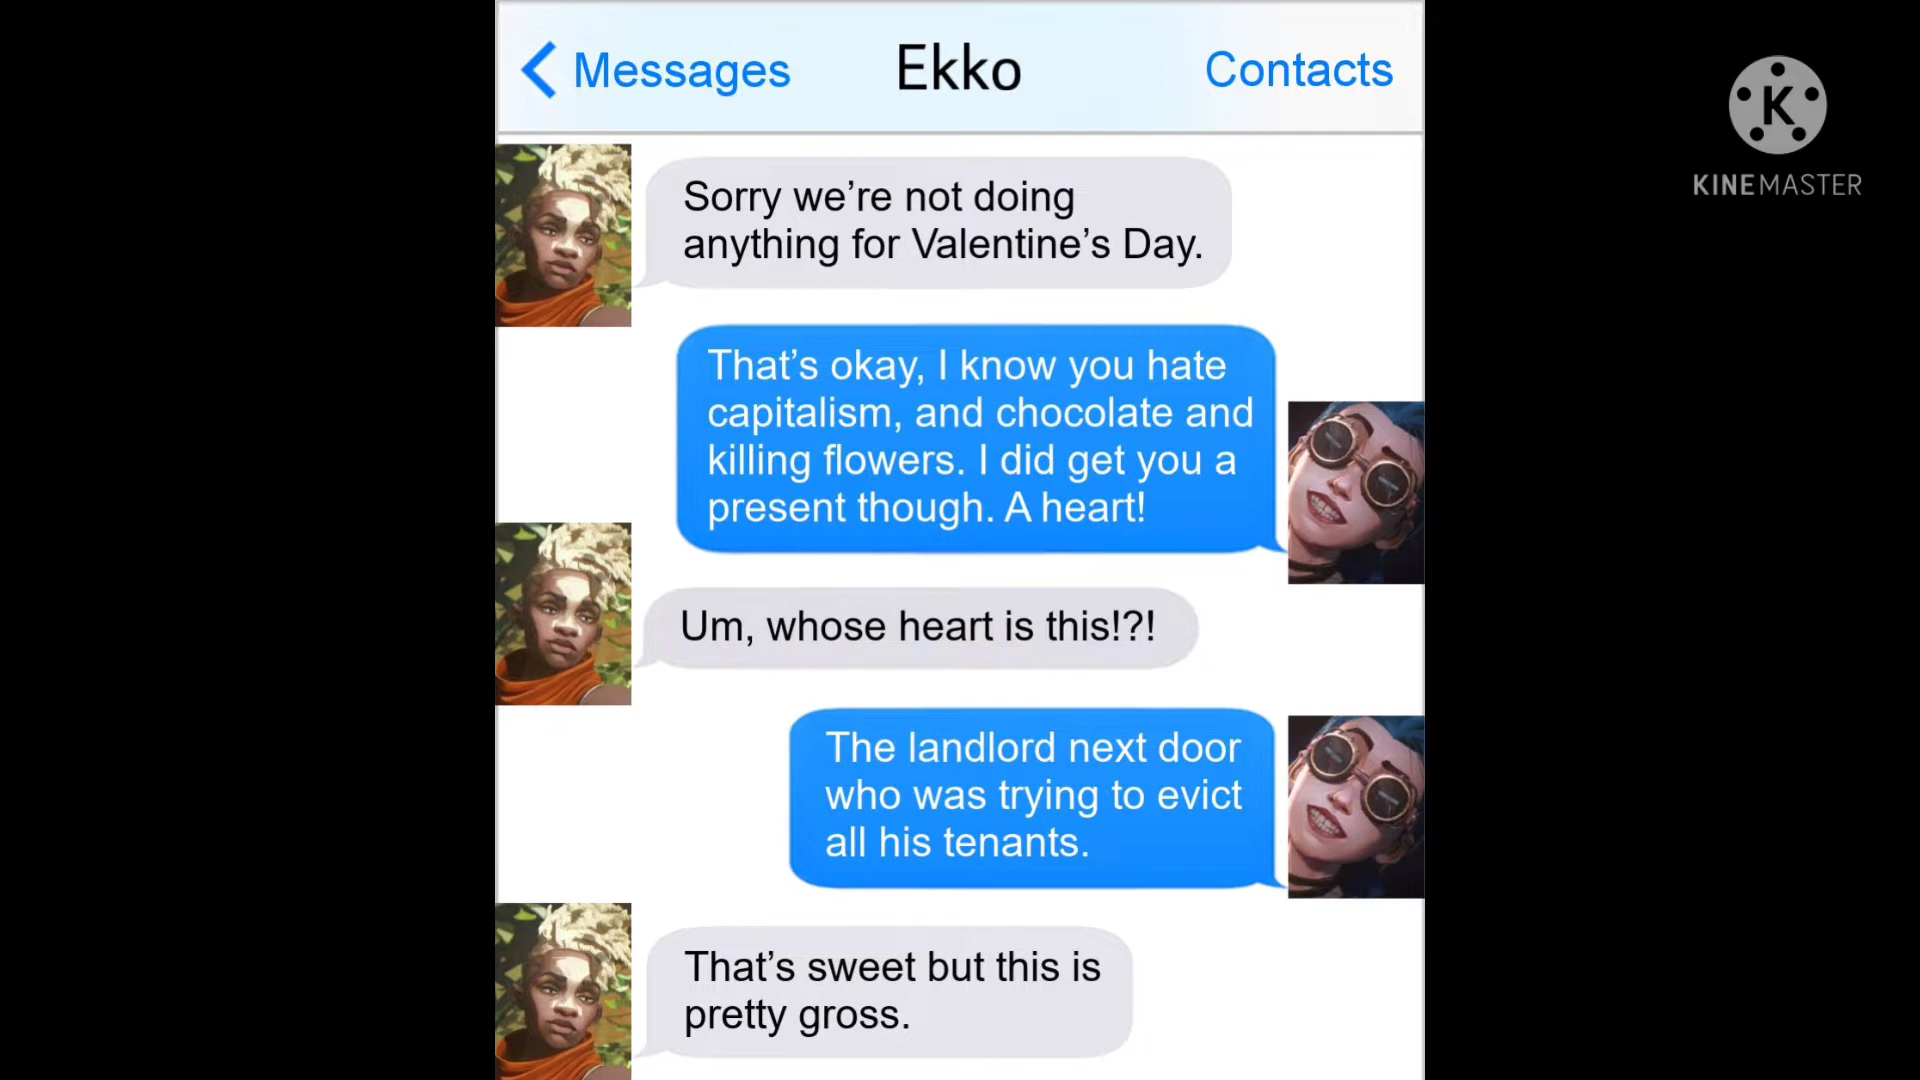 Messages
Ekko
Contacts
K
KINEMASTER
Sorry we’re not doing
anything for Valentine’s Day.
That’s okay, I know you hate
capitalism, and chocolate and
killing flowers. I did get you a
present though. A heart!
Um, whose heart is this!?!
The landlord next door
who was trying to evict
all his tenants.
That’s sweet but this is
pretty gross.